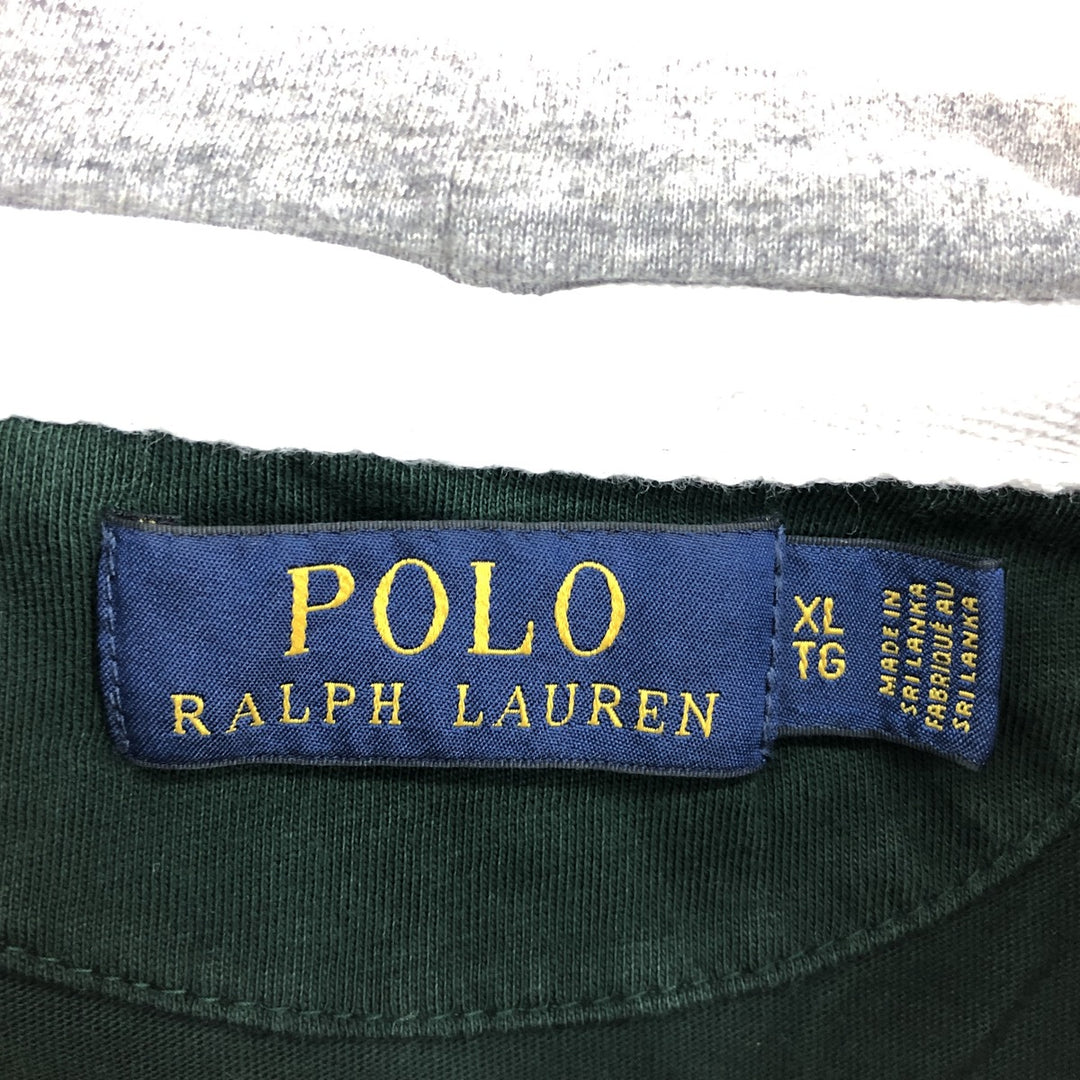 POLO
RALPH LAUREN
XL
TG
MADE IN
SRI LANKA
FABRIQUÉ AU
SRI LANKA